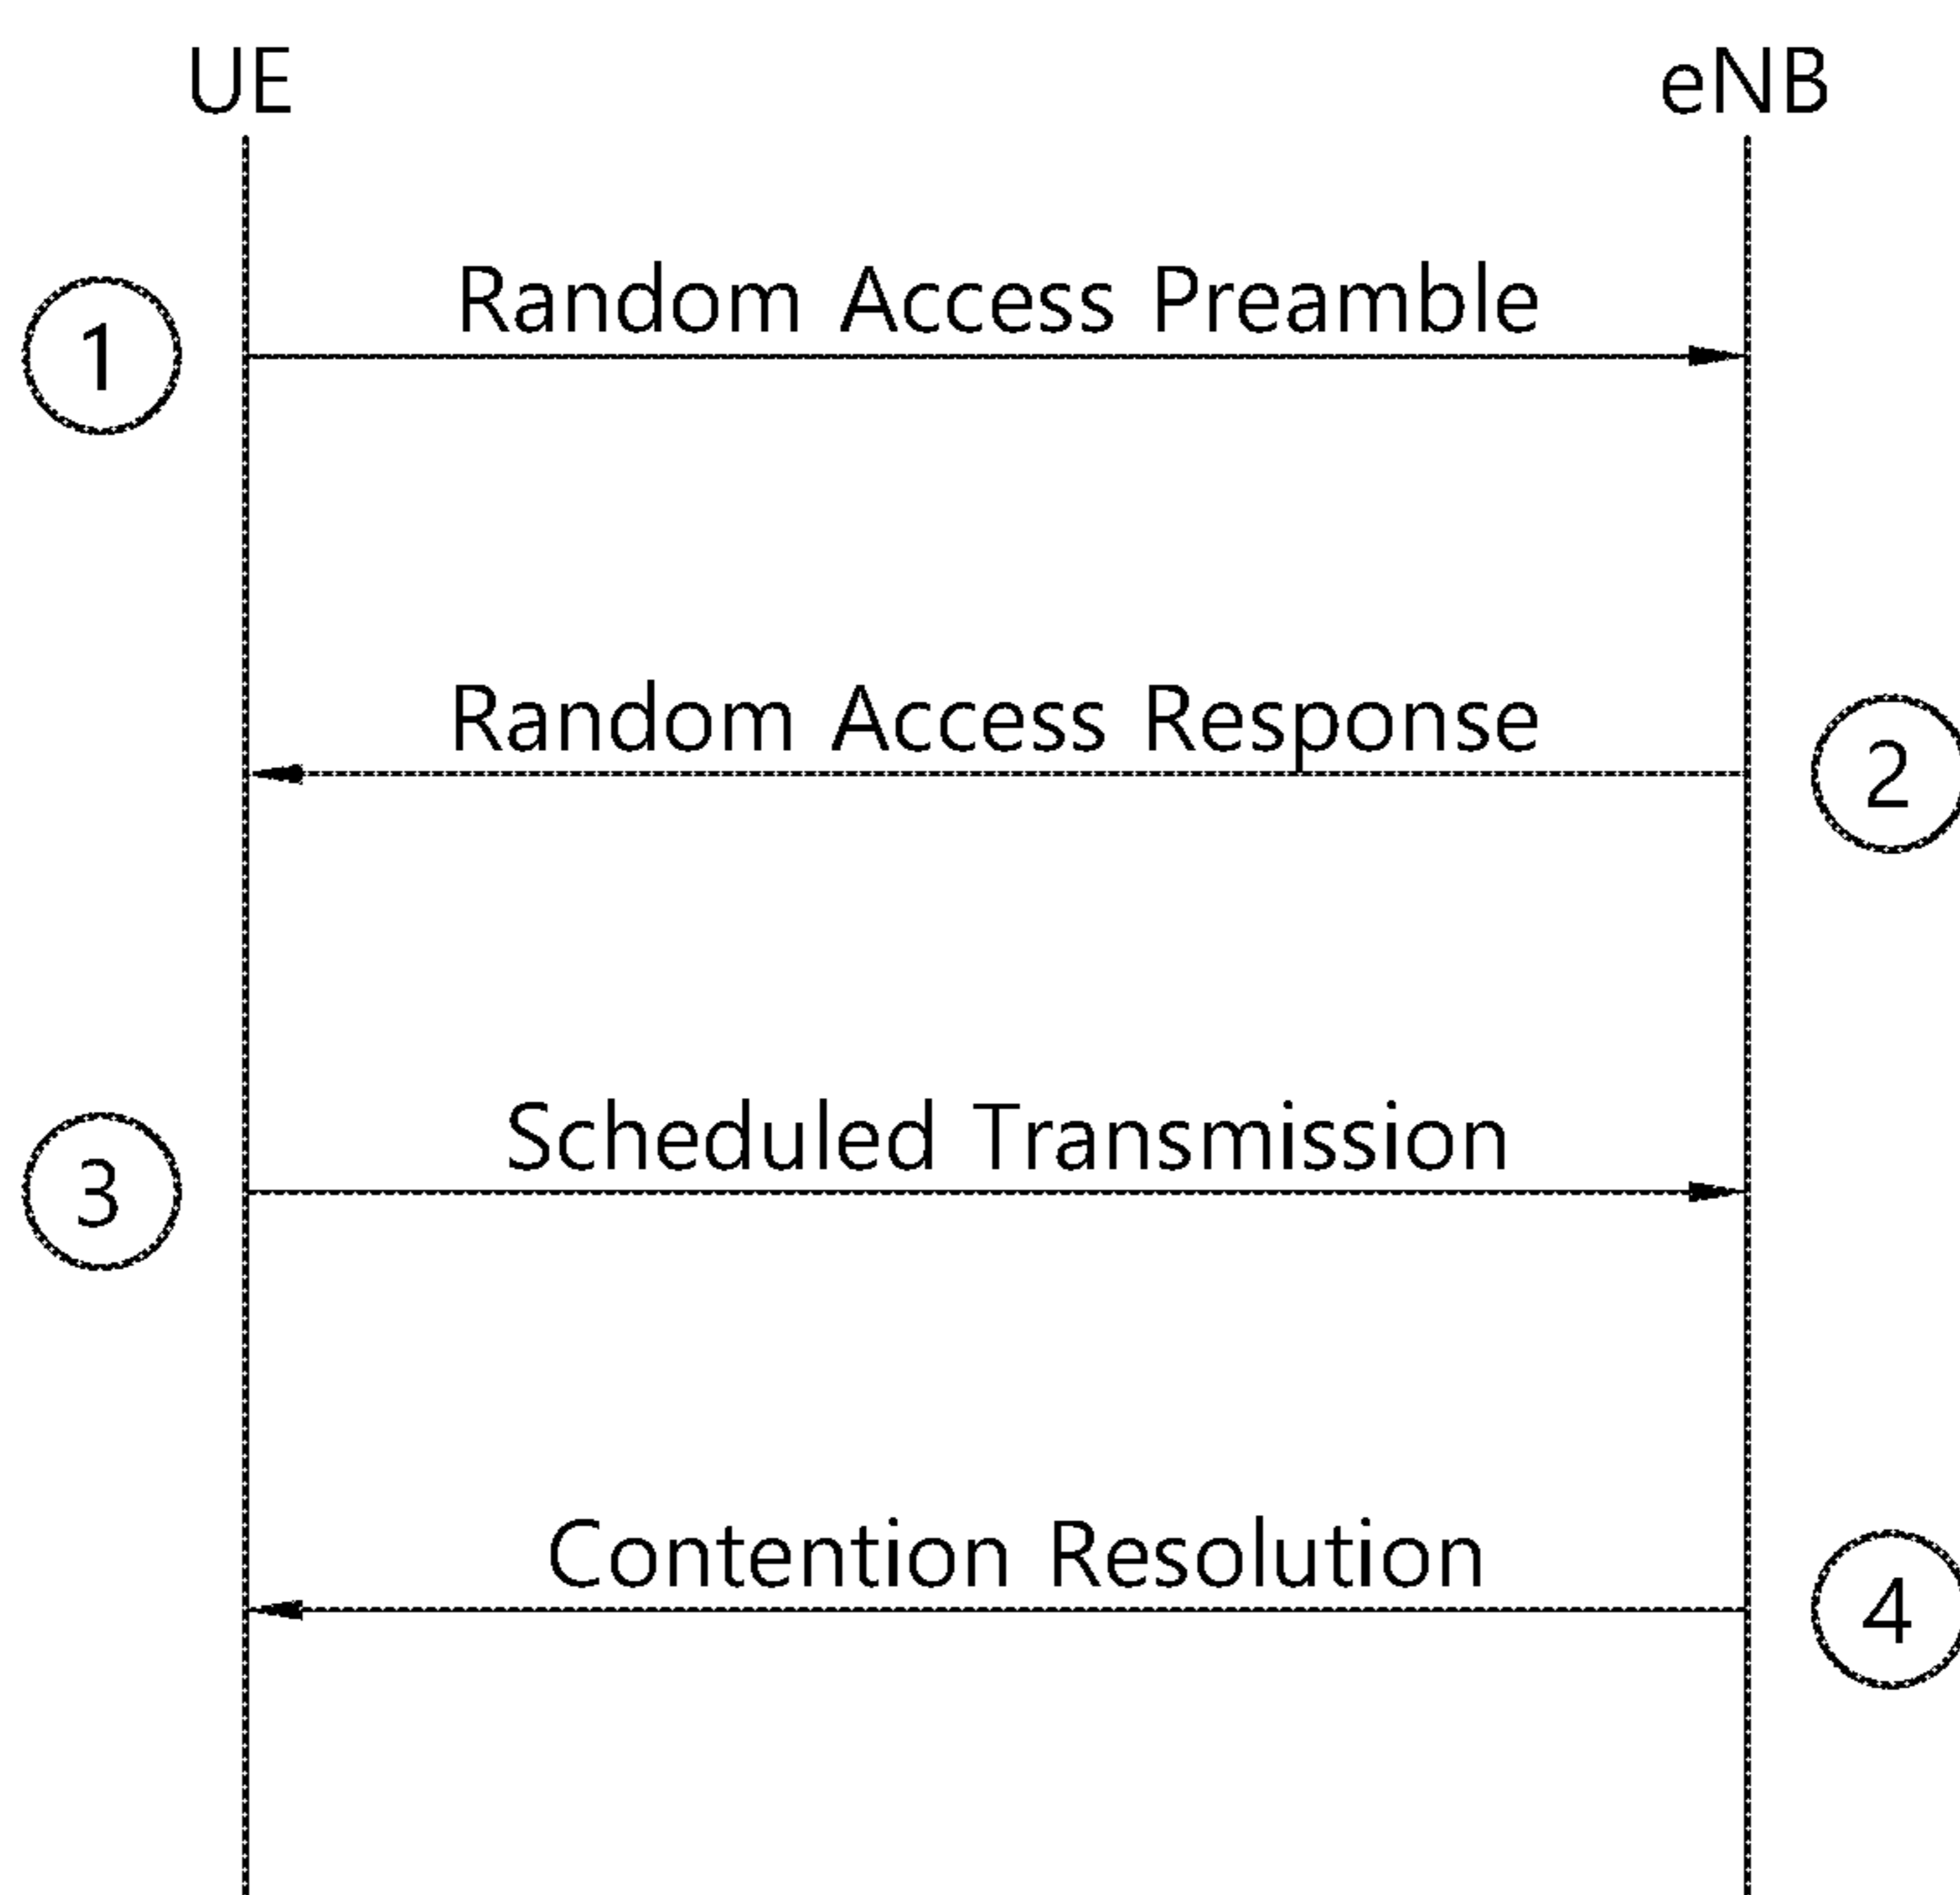 UE eNB
Random Access Preamble
1
Random Access Response
2
Scheduled Transmission
3
Contention Resolution
4